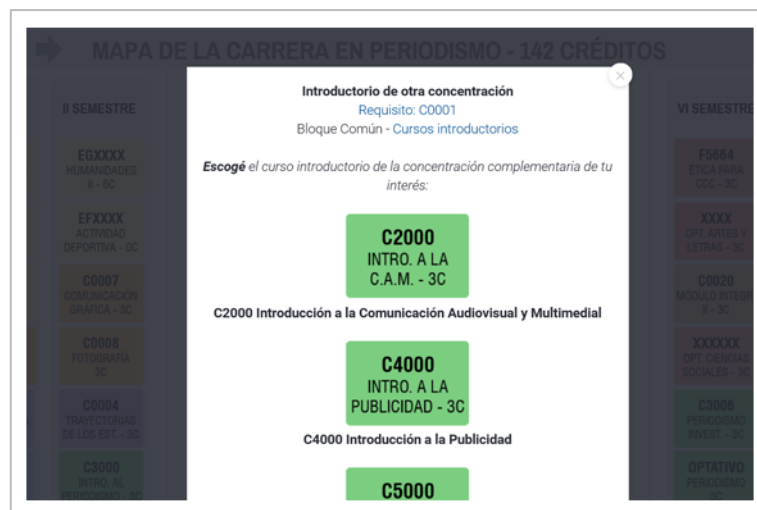 MAPA DE LA CARRERA EN PERIODISMO - 142 CRÉDITOS
II SEMESTRE
EGXXXX
HUMANIDADES
II - 6C
EFXXXX
ACTIVIDAD
DEPORTIVA - 0C
C0007
COMUNICACIÓN
GRÁFICA - 3C
C0008
FOTOGRAFÍA
3C
C0004
TRAYECTORIAS
DE LOS EST. - 3C
C3000
INTRO. AL
PERIODISMO - 3C
Introductorio de otra concentración
Requisito: C0001
Bloque Común - Cursos introductorios
Escogé el curso introductorio de la concentración complementaria de tu
interés:
C2000
INTRO. A LA
C.A.M. - 3C
C2000 Introducción a la Comunicación Audiovisual y Multimedial
C4000
INTRO. A LA
PUBLICIDAD - 3C
C4000 Introducción a la Publicidad
C5000
VI SEMESTRE
F5664
ETICA PARA
CCC - 3C
XXXX
OPT. ARTES Y
LETRAS - 3C
C0020
MODULO INTEGR
II - 3C
XXXXXX
OPT. CIENCIAS
SOCIALES - 3C
C3006
PERIODISMO
INVEST. - 3C
OPTATIVO
PERIODISMO
3C